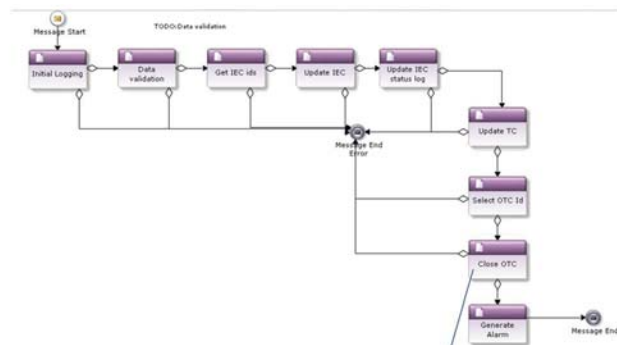 TODO:Data validation
Message Start
Initial Logging
Data
validation
Get IEC ids
Update IEC
Update IEC
status log
Update TC
Message End
Error
Select OTC Id
Close OTC
Generate
Alarm
Message End